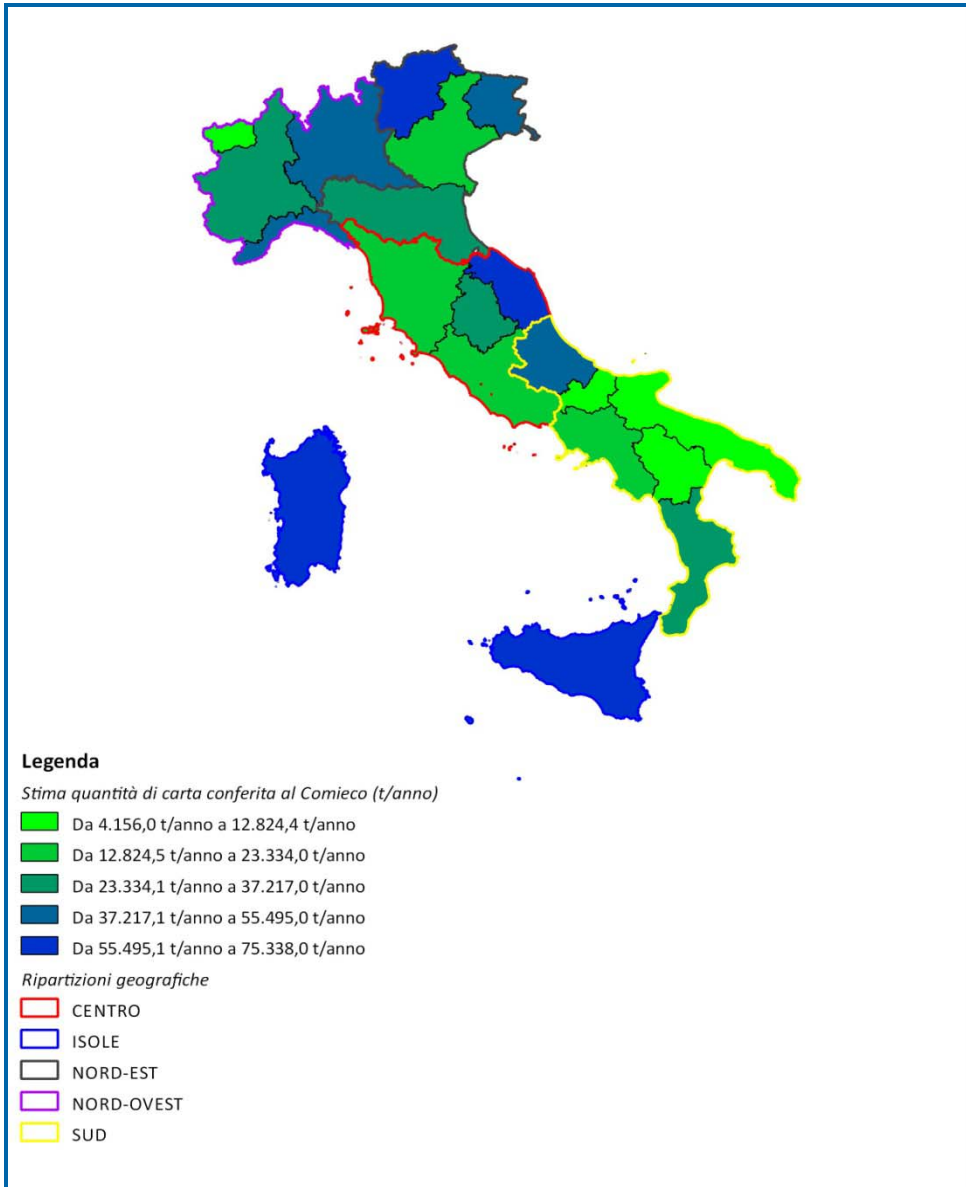 Legenda
Stima quantità di carta conferita al Comieco (t/anno)
Da 4.156,0 t/anno a 12.824,4 t/anno
Da 12.824,5 t/anno a 23.334,0 t/anno
Da 23.334,1 t/anno a 37.217,0 t/anno
Da 37.217,1 t/anno a 55.495,0 t/anno
Da 55.495,1 t/anno a 75.338,0 t/anno
Ripartizioni geografiche
CENTRO
ISOLE
NORD-EST
NORD-OVEST
SUD